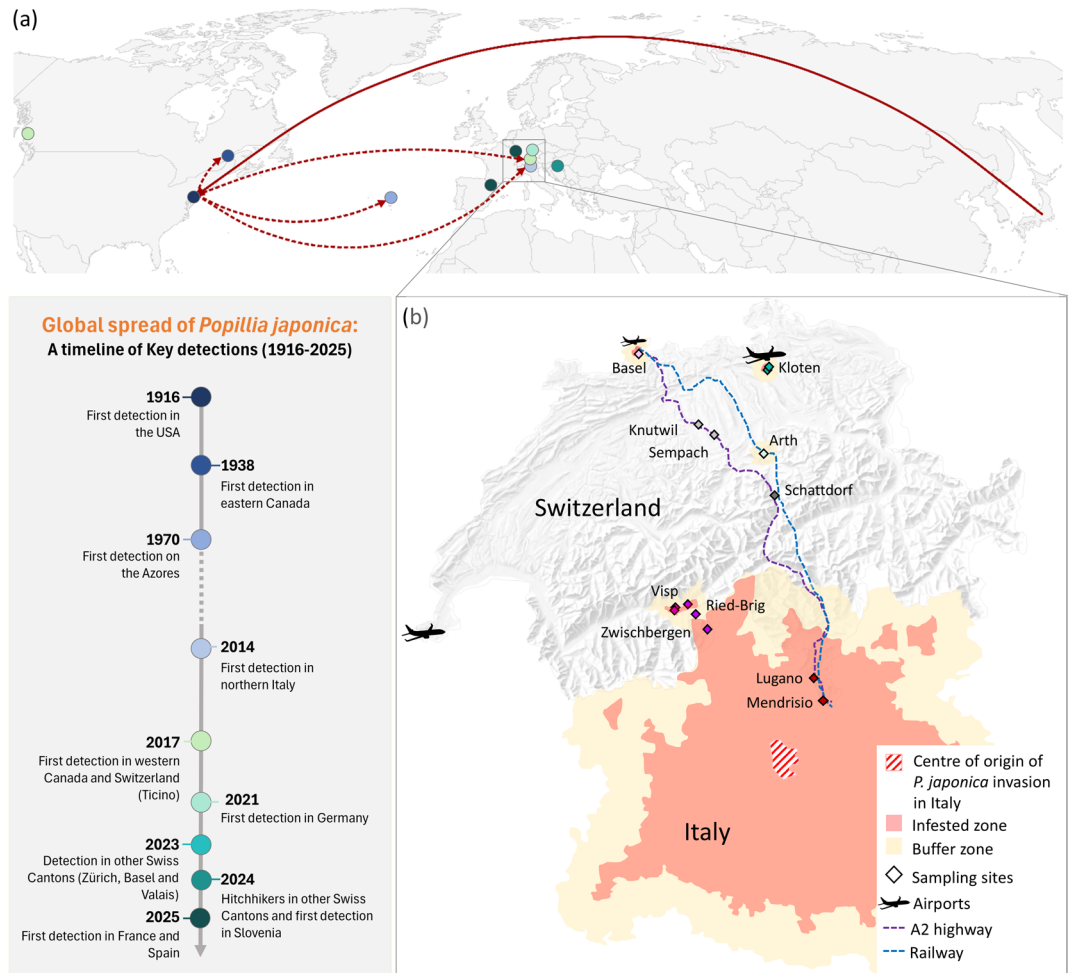 (a)
Global spread of Popillia japonica:
A timeline of Key detections (1916-2025)
1916
First detection in
the USA
1938
First detection in
eastern Canada
1970
First detection on
the Azores
2014
First detection in
northern Italy
2017
First detection in western
Canada and Switzerland
(Ticino)
2021
First detection in Germany
2023
Detection in other Swiss
Cantons (Zürich, Basel and
Valais)
2024
Hitchhikers in other Swiss
Cantons and first detection
in Slovenia
2025
First detection in France and
Spain
(b)
Basel
Kloten
Knutwil
Sempach
Arth
Schattdorf
Switzerland
Visp
Ried-Brig
Zwischbergen
Lugano
Mendrisio
Italy
Centre of origin of
P. japonica invasion
in Italy
Infested zone
Buffer zone
Sampling sites
Airports
A2 highway
Railway